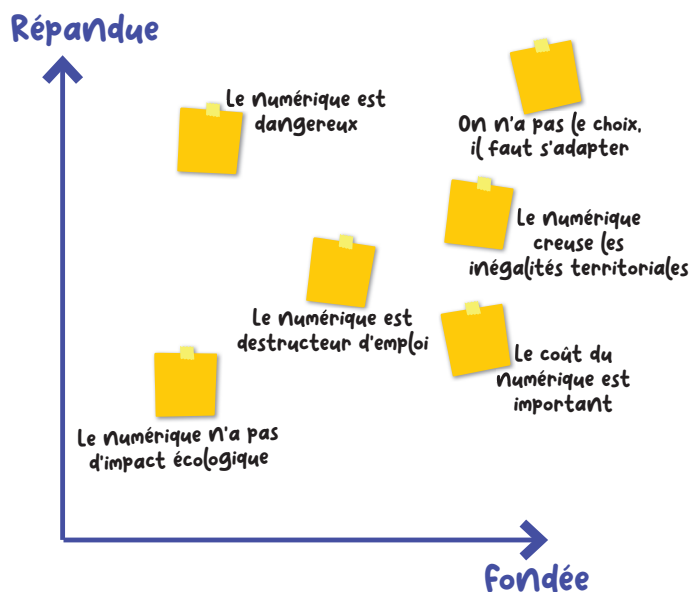 Répandue
Le numérique est
dangereux
On n'a pas le choix,
il faut s'adapter
Le numérique
creuse les
inégalités territoriales
Le numérique est
destructeur d'emploi
Le coût du
numérique est
important
Le numérique n'a pas
d'impact écologique
Fondée